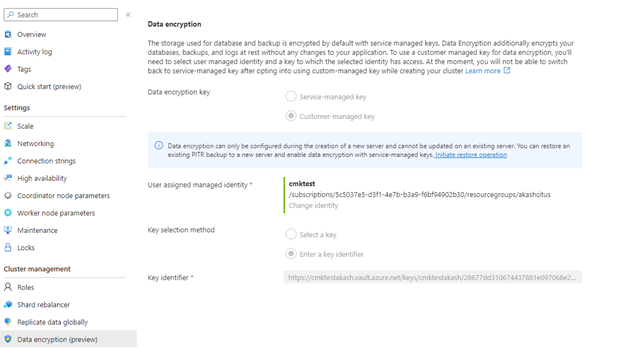 Search
Overview
Activity log
Tags
Quick start (preview)
Settings
Scale
Networking
Connection strings
High availability
Coordinator node parameters
Worker node parameters
Maintenance
Locks
Cluster management
Roles
Shard rebalancer
Replicate data globally
Data encryption (preview)
Data encryption
The storage used for database and backup is encrypted by default with service managed keys. Data Encryption additionally encrypts your
databases, backups, and logs at rest without any changes to your application. To use a customer managed key for data encryption, you'll
need to select user managed identity and a key to which the selected identity has access. At the moment, you will not be able to switch
back to service-managed key after opting into using custom-managed key while creating your cluster Learn more
Data encryption key
Service-managed key
Customer-managed key
Data encryption can only be configured during the creation of a new server and cannot be updated on an existing server. You can restore an
existing PITR backup to a new server and enable data encryption with service-managed keys. Initiate restore operation
User assigned managed identity *
cmktest
/subscriptions/5c5037e5-d3f1-4e7b-b3a9-f6bf94902b30/resourcegroups/akashcitus
Change identity
Key selection method
Select a key
Enter a key identifier
Key identifier *
https://cmktestakash.vault.azure.net/keys/cmktestakash/28677dd310674437881e097068e2...